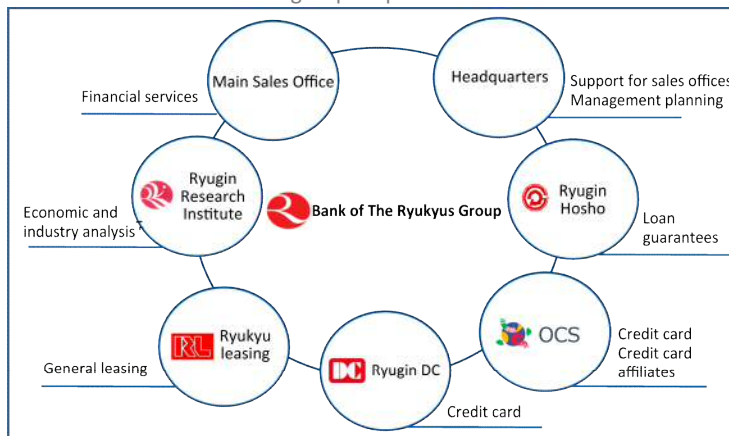 Main Sales Office
Headquarters
Financial services
Support for sales offices
Management planning
Ryugin
Research
Institute
Bank of The Ryukyus Group
Ryugin
Hosho
Economic and
industry analysis
Loan
guarantees
RL
Ryukyu
leasing
OCS
Credit card
Credit card
affiliates
General leasing
DC
Ryugin DC
Credit card